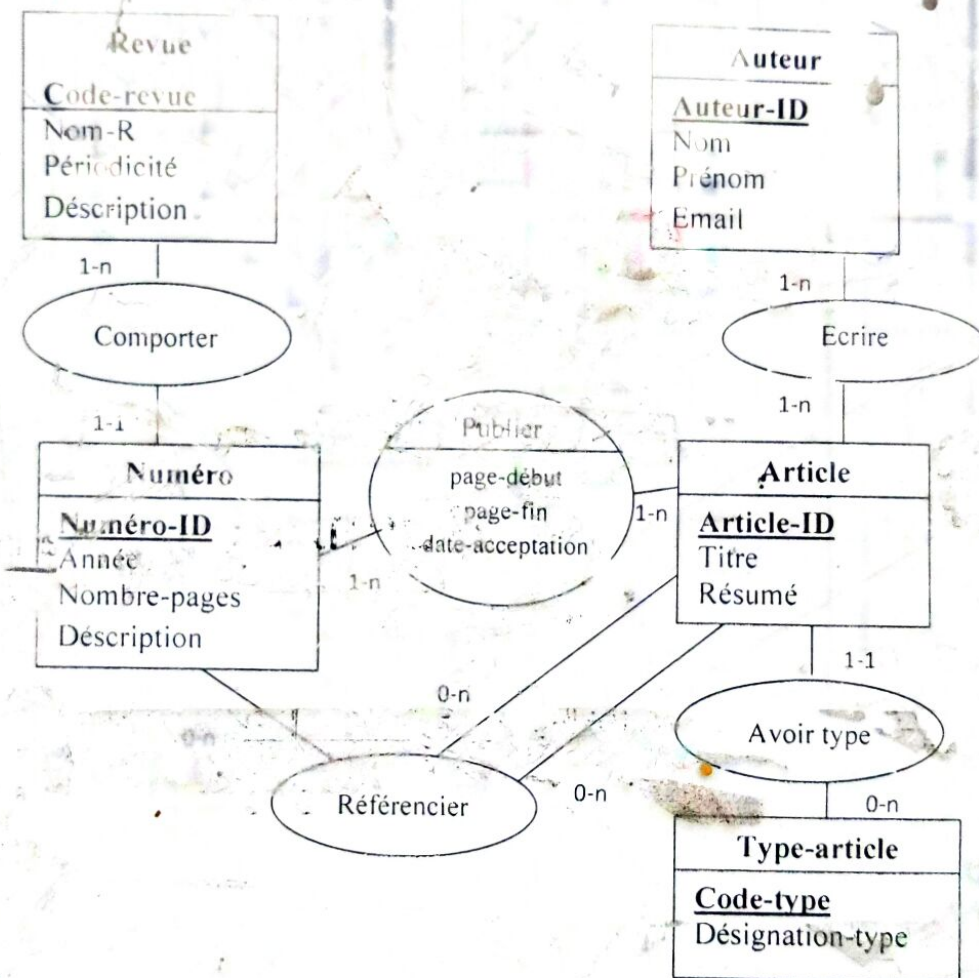 Revue
Code-revue
Nom-R
Périodicité
Déscription
Auteur
Auteur-ID
Nom
Prénom
Email
1-n
Comporter
1-1
1-n
Ecrire
1-n
Numéro
Numéro-ID
Année
Nombre-pages
Déscription
1-n
Publier
page-début
page-fin
date-acceptation
1-n
Article
Article-ID
Titre
Résumé
0-n
0-n
Référencier
0-n
1-1
Avoir type
0-n
Type-article
Code-type
Désignation-type